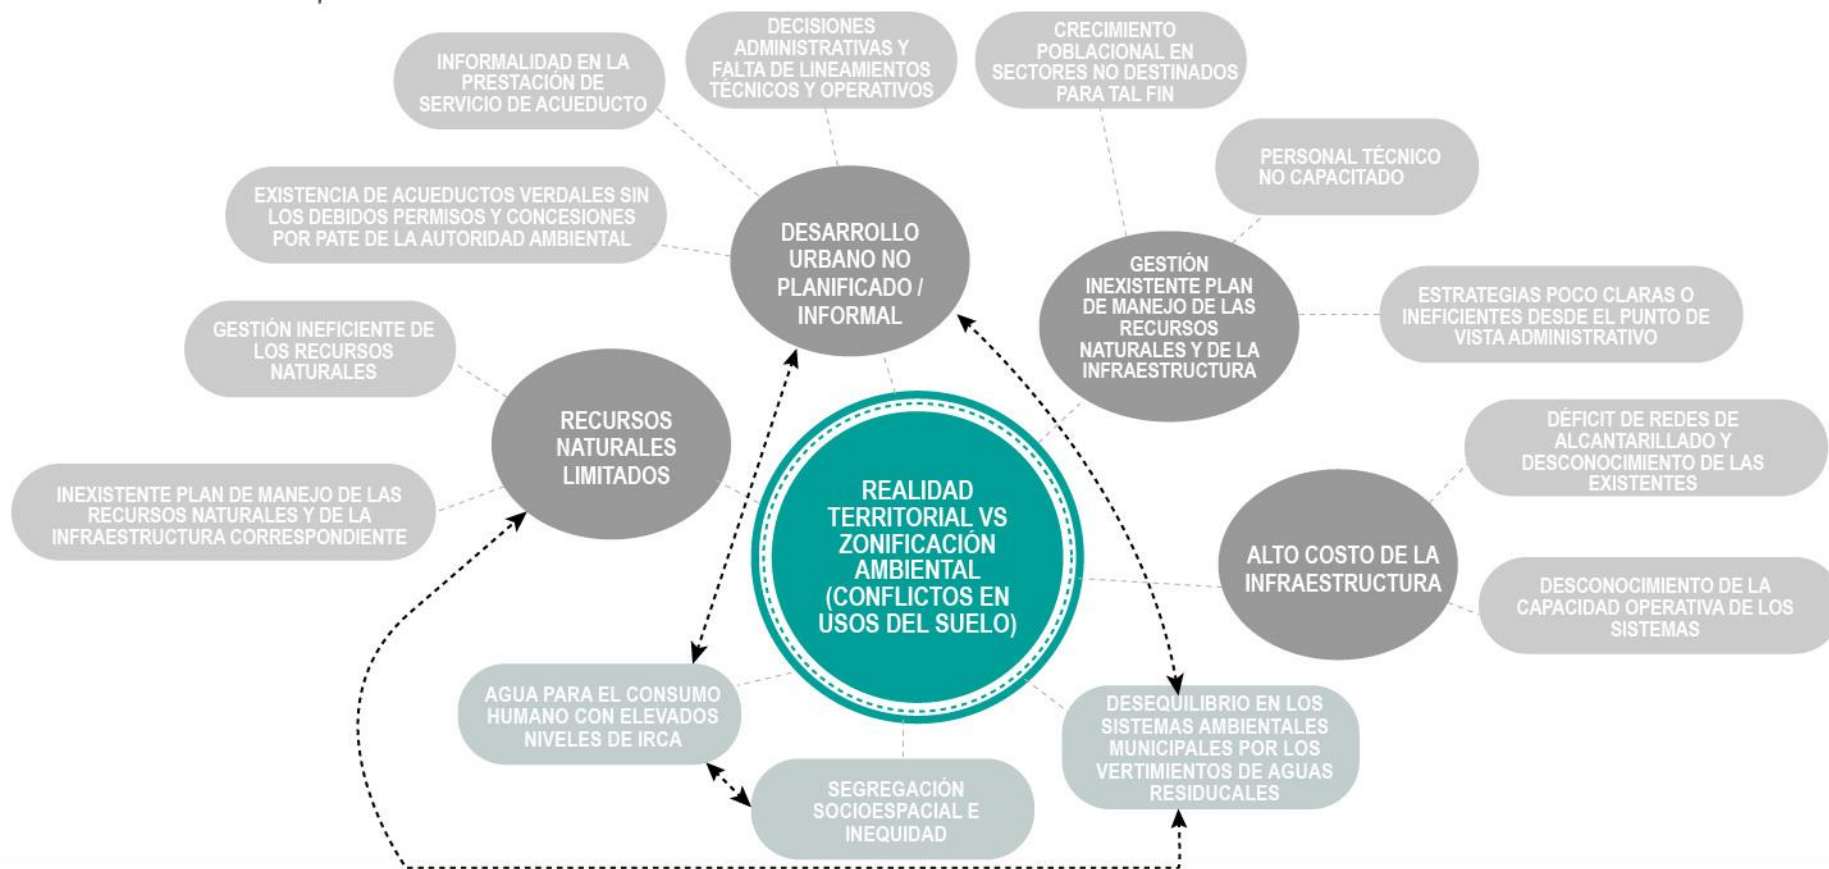 DECISIONES
ADMINISTRATIVAS Y
FALTA DE LINEAMIENTOS
TÉCNICOS Y OPERATIVOS
CRECIMIENTO
POBLACIONAL EN
SECTORES NO DESTINADOS
PARA TAL FIN
INFORMALIDAD EN LA
PRESTACIÓN DE
SERVICIO DE ACUEDUCTO
PERSONAL TÉCNICO
NO CAPACITADO
EXISTENCIA DE ACUEDUCTOS VERDALES SIN
LOS DEBIDOS PERMISOS Y CONCESIONES
POR PATE DE LA AUTORIDAD AMBIENTAL
DESARROLLO
URBANO NO
PLANIFICADO /
INFORMAL
GESTIÓN
INEXISTENTE PLAN
DE MANEJO DE LAS
RECURSOS
NATURALES Y DE LA
INFRAESTRUCTURA
ESTRATEGIAS POCO CLARAS O
INEFICIENTES DESDE EL PUNTO DE
VISTA ADMINISTRATIVO
GESTIÓN INEFICIENTE DE
LOS RECURSOS
NATURALES
RECURSOS
NATURALES
LIMITADOS
DÉFICIT DE REDES DE
ALCANTARILLADO Y
DESCONOCIMIENTO DE LAS
EXISTENTES
INEXISTENTE PLAN DE MANEJO DE LAS
RECURSOS NATURALES Y DE LA
INFRAESTRUCTURA CORRESPONDIENTE
REALIDAD
TERRITORIAL VS
ZONIFICACIÓN
AMBIENTAL
(CONFLICTOS EN
USOS DEL SUELO)
ALTO COSTO DE LA
INFRAESTRUCTURA
DESCONOCIMIENTO DE LA
CAPACIDAD OPERATIVA DE LOS
SISTEMAS
AGUA PARA EL CONSUMO
HUMANO CON ELEVADOS
NIVELES DE IRCA
DESEQUILIBRIO EN LOS
SISTEMAS AMBIENTALES
MUNICIPALES POR LOS
VERTIMIENTOS DE AGUAS
RESIDUCALES
SEGREGACIÓN
SOCIOESPACIAL E
INEQUIDAD